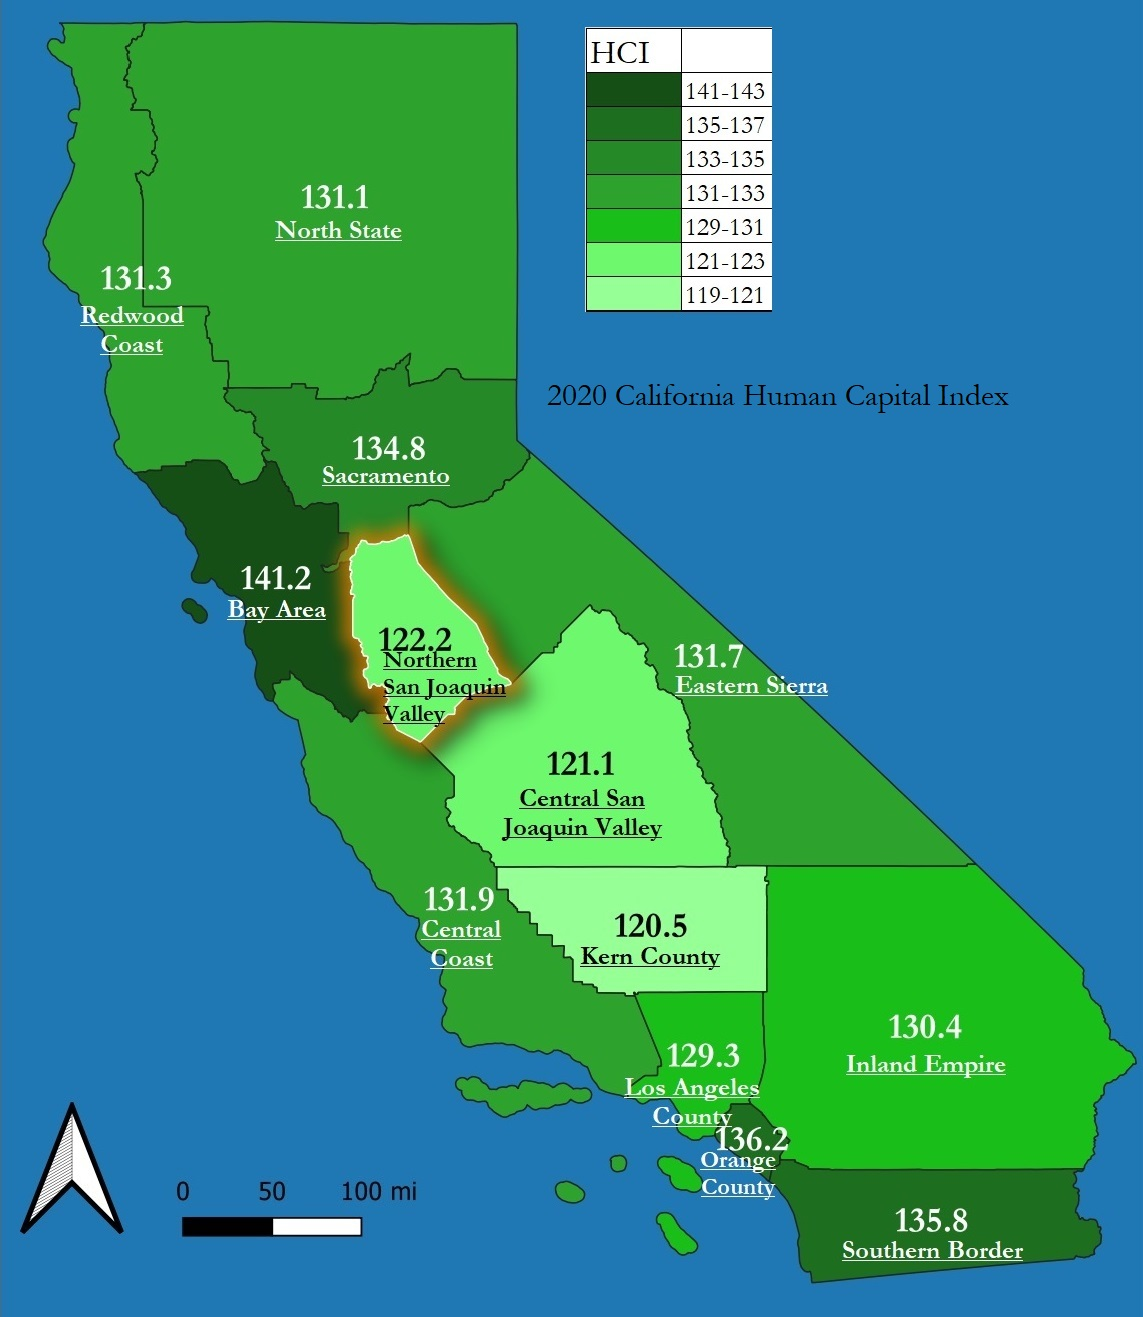 HCI
141-143
135-137
133-135
131-133
129-131
121-123
119-121
2020 California Human Capital Index
131.1
North State
131.3
Redwood
Coast
134.8
Sacramento
141.2
Bay Area
122.2
Northern
San Joaquin
Valley
131.7
Eastern Sierra
121.1
Central San
Joaquin Valley
131.9
Central
Coast
120.5
Kern County
130.4
Inland Empire
129.3
Los Angeles
County
136.2
Orange
County
135.8
Southern Border
0 50 100 mi